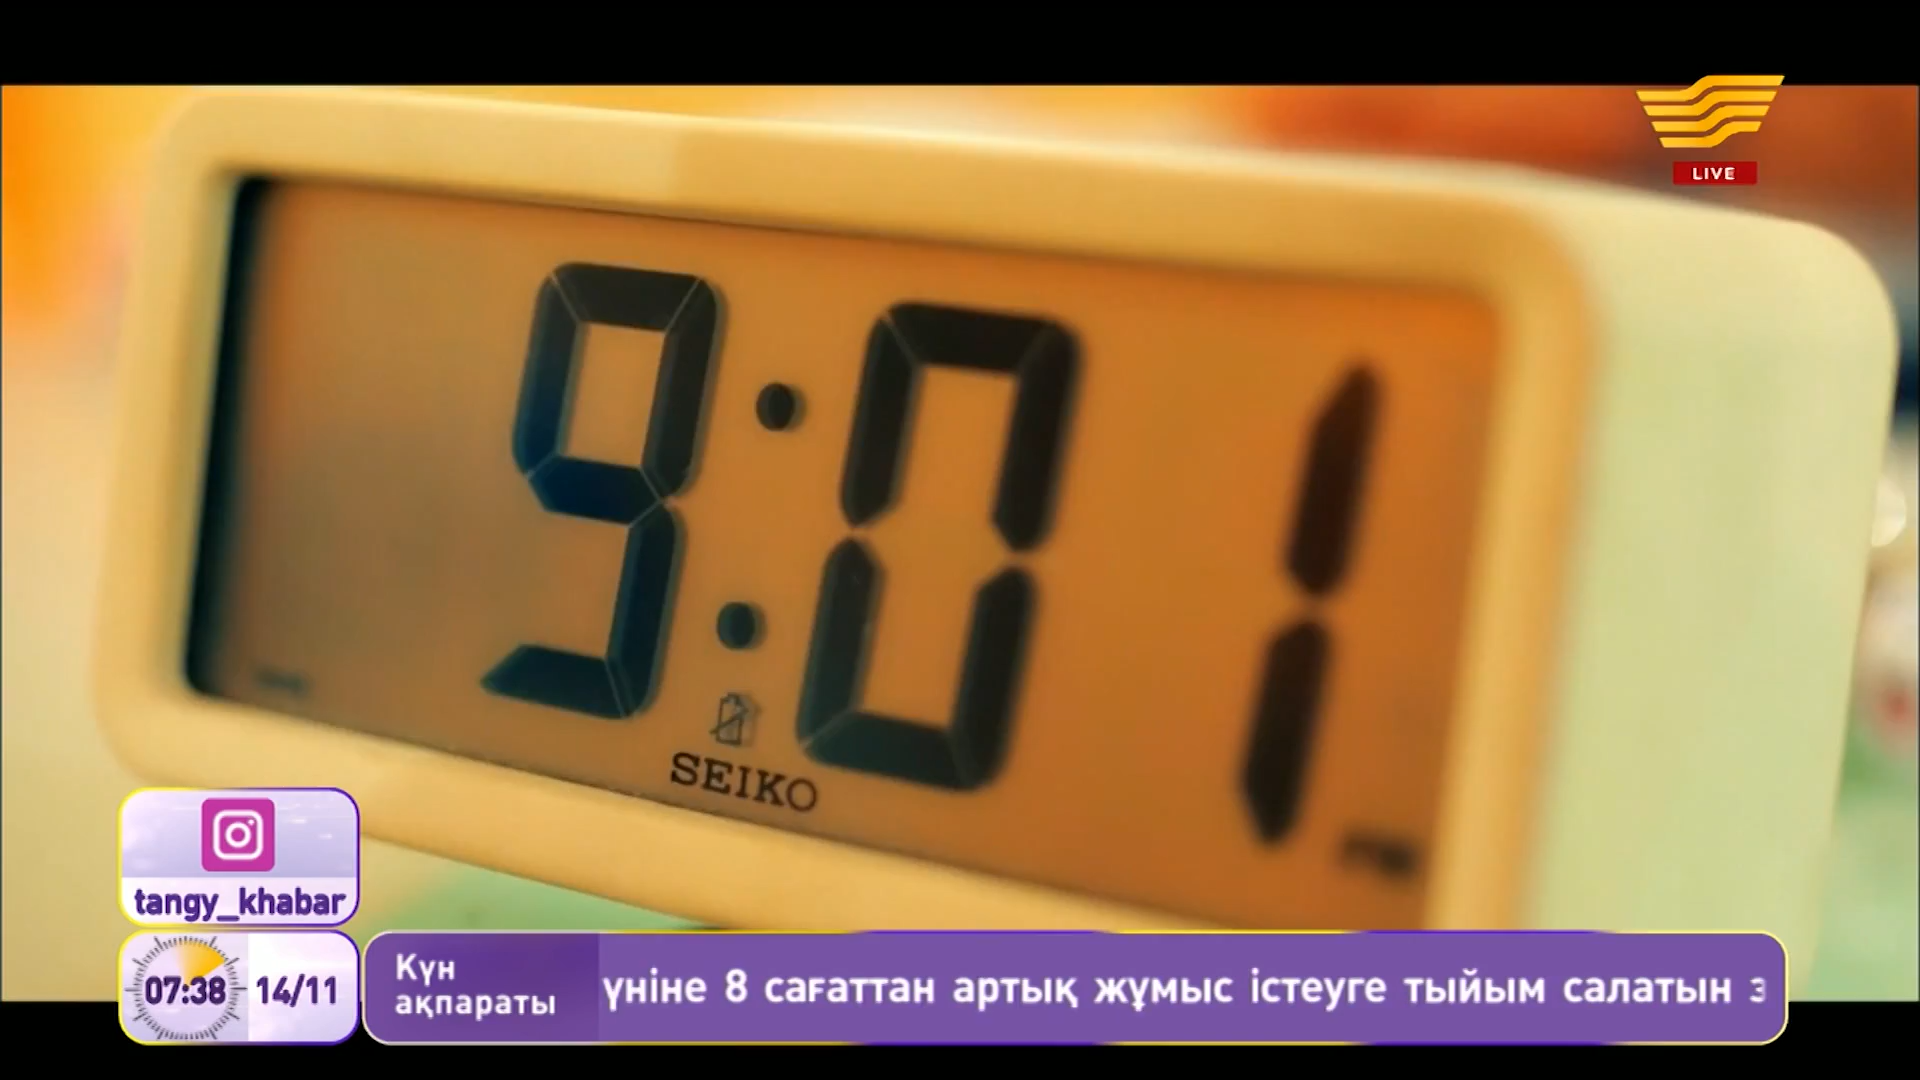 LIVE
9:01
SEIKO
tangy_khabar
07:38 14/11
Күн
ақпараты
үніне 8 сағаттан артық жұмыс істеуге тыйым салатын